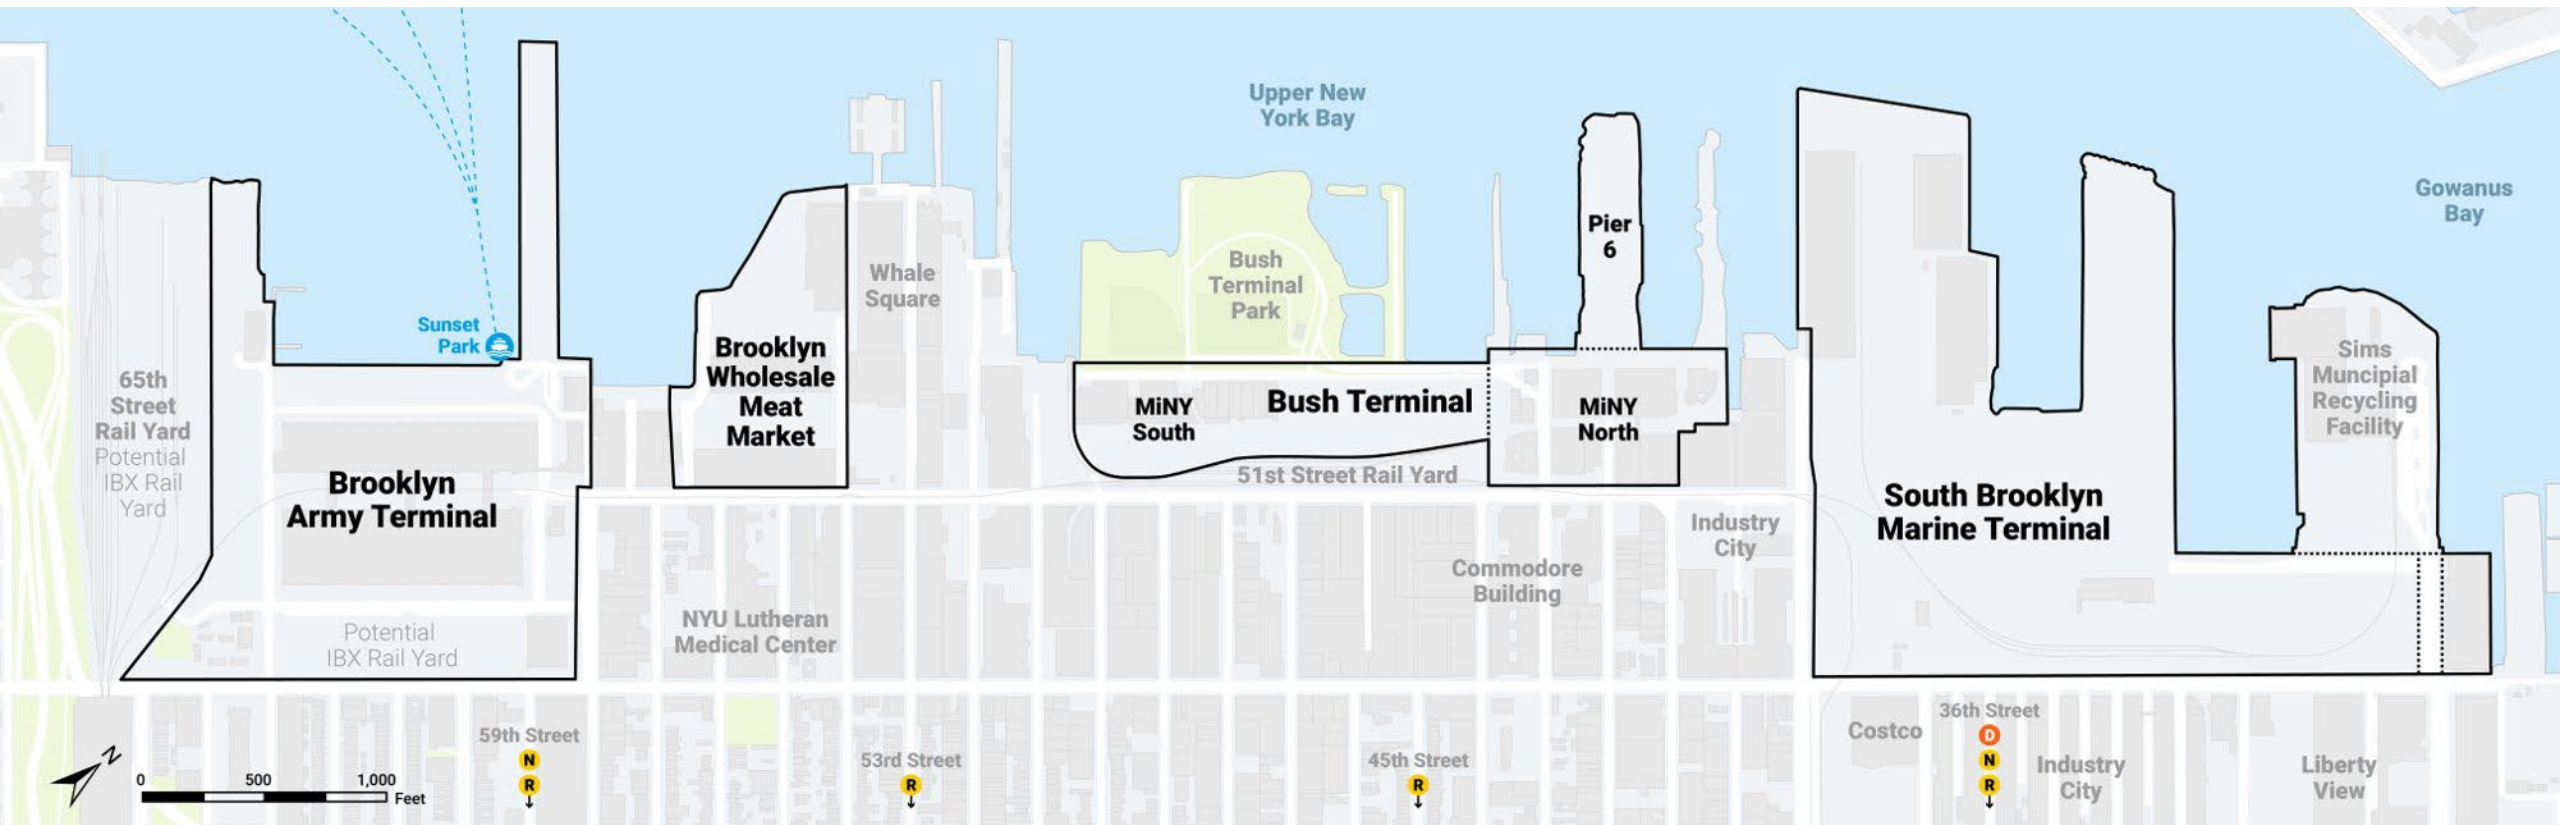 Upper New
York Bay
Gowanus
Bay
Sunset
Park
Pier
6
Whale
Square
Bush
Terminal
Park
Brooklyn
Wholesale
Meat
Market
65th
Street
Rail Yard
Potential
IBX Rail
Yard
Brooklyn
Army Terminal
Potential
IBX Rail Yard
MiNY
South
Bush Terminal
MiNY
North
51st Street Rail Yard
Sims
Muncipial
Recycling
Facility
South Brooklyn
Marine Terminal
Industry
City
Commodore
Building
NYU Lutheran
Medical Center
59th Street
N
R
53rd Street
R
45th Street
R
Costco
36th Street
D
N
R
Industry
City
Liberty
View
N
0 500 1,000
Feet